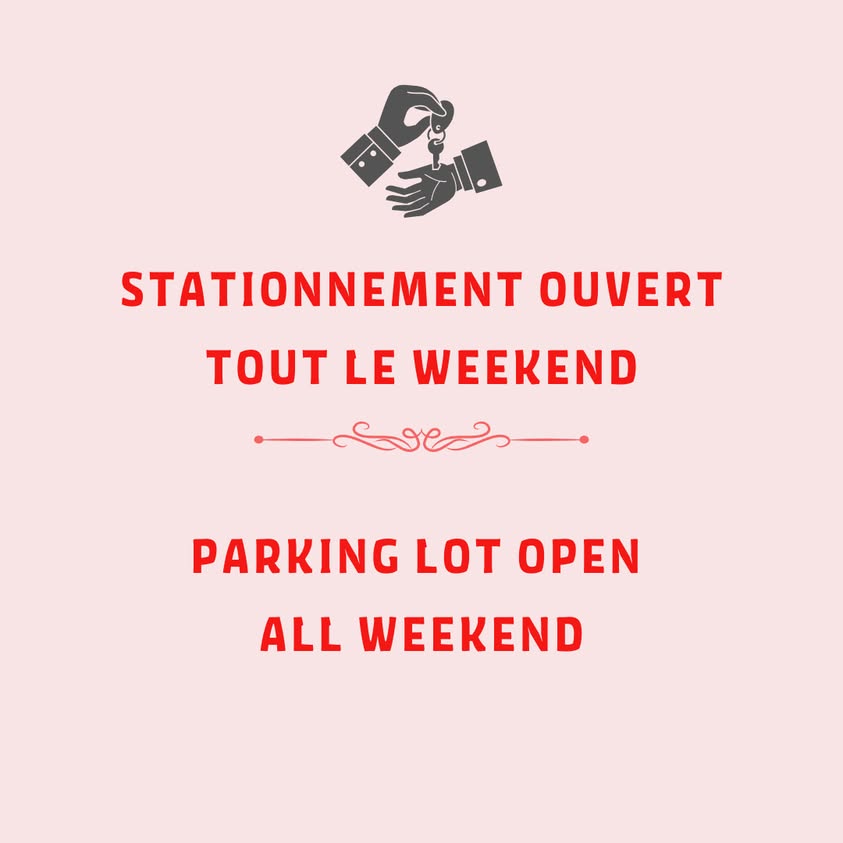 STATIONNEMENT OUVERT
TOUT LE WEEKEND
PARKING LOT OPEN
ALL WEEKEND